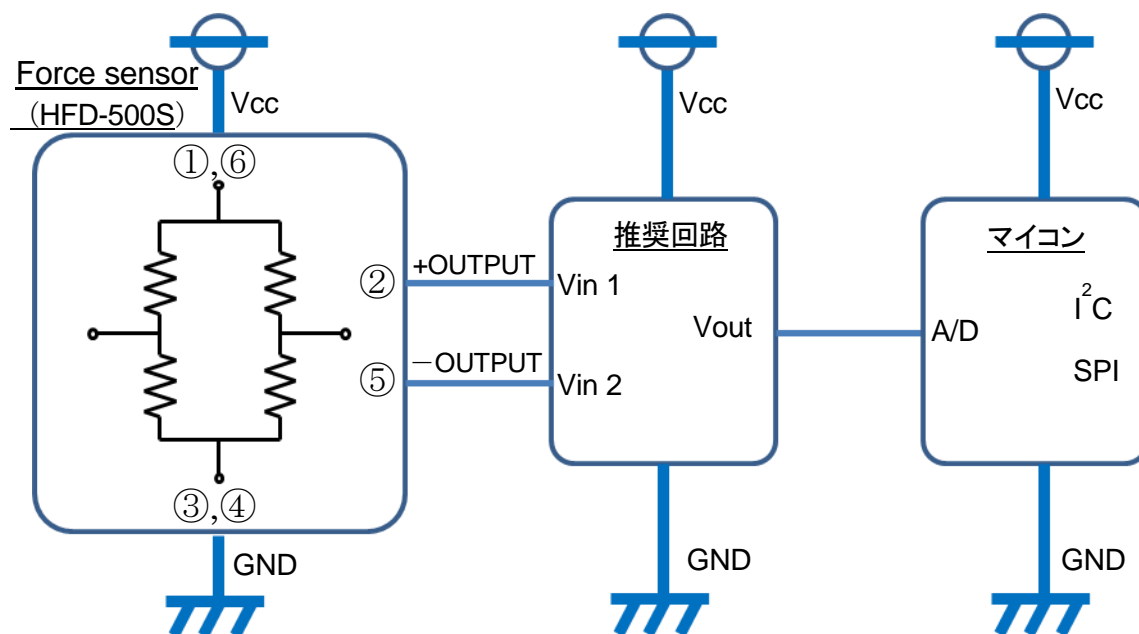 Force sensor
（HFD-500S）
Vcc
①,⑥
②
⑤
③,④
GND
+OUTPUT
－OUTPUT
Vcc
推奨回路
Vin 1
Vin 2
Vout
GND
Vcc
マイコン
A/D
I²C
SPI
GND